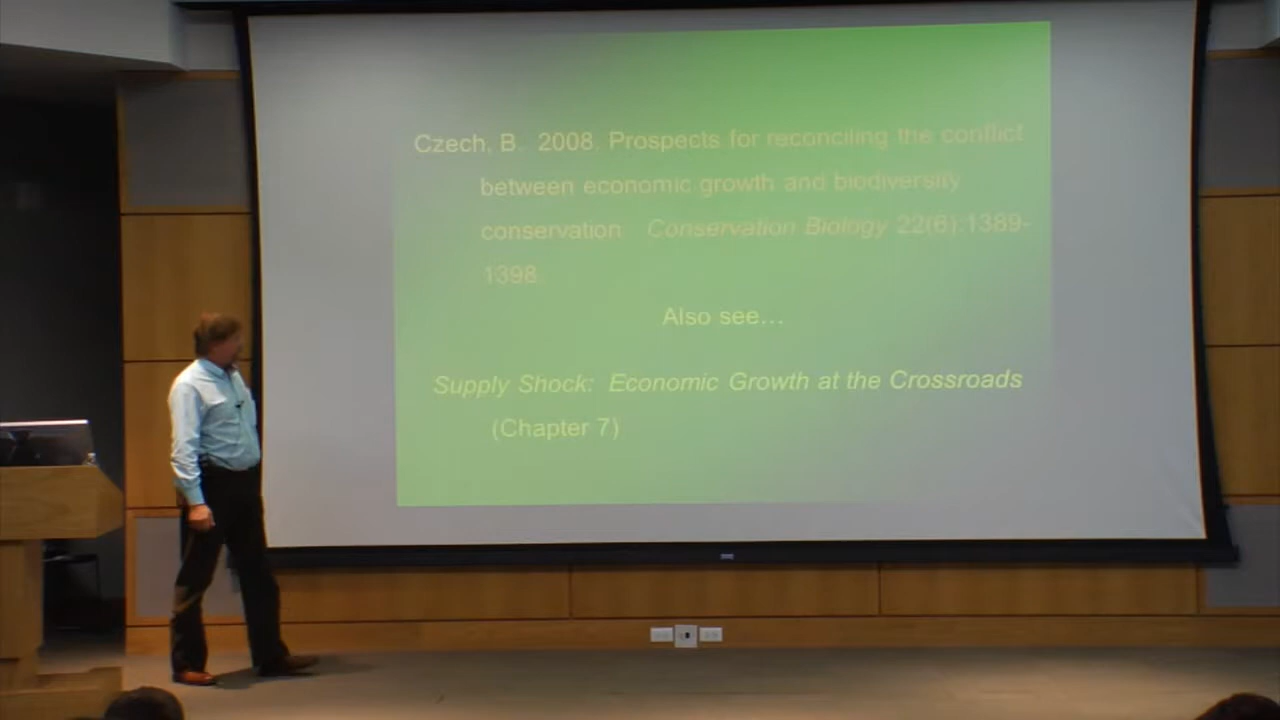 Czech, B. 2008. Prospects for reconciling the conflict
between economic growth and biodiversity
conservation. Conservation Biology 22(6):1389-
1398.
Also see…
Supply Shock: Economic Growth at the Crossroads
(Chapter 7)